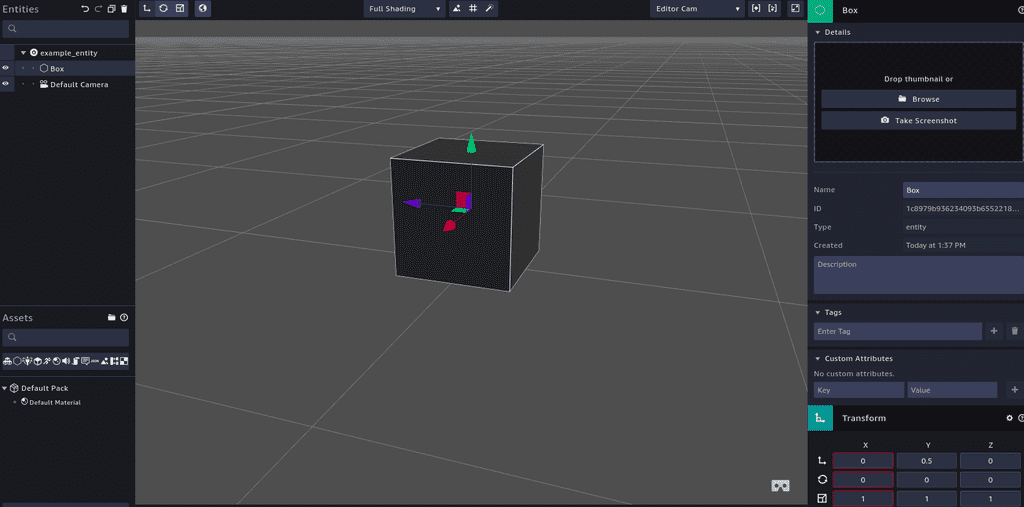 Entities
example_entity
Box
Default Camera
Assets
Default Pack
Default Material
Full Shading
Editor Cam
Box
Details
Drop thumbnail or
Browse
Take Screenshot
Name Box
ID 1c8979b936234093b6552218...
Type entity
Created Today at 1:37 PM
Description
Tags
Enter Tag
Custom Attributes
No custom attributes.
Key Value
Transform
X Y Z
0 0.5 0
0 0 0
1 1 1